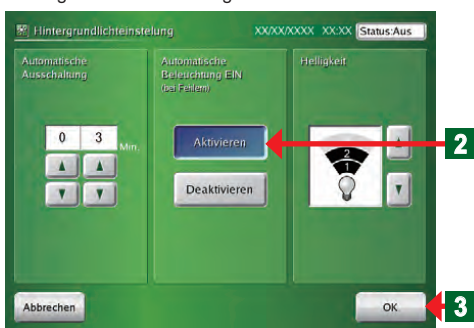 Hintergrundlichteinstelung XX/XX/XXXX XX:XX Status:Aus
Automatische
Ausschaltung
Automatische
Beleuchtung EIN
(bei Fehlern)
Helligkeit
0 3 Min.
Aktivieren
Deaktivieren
2
1
2
Abbrechen
OK
3